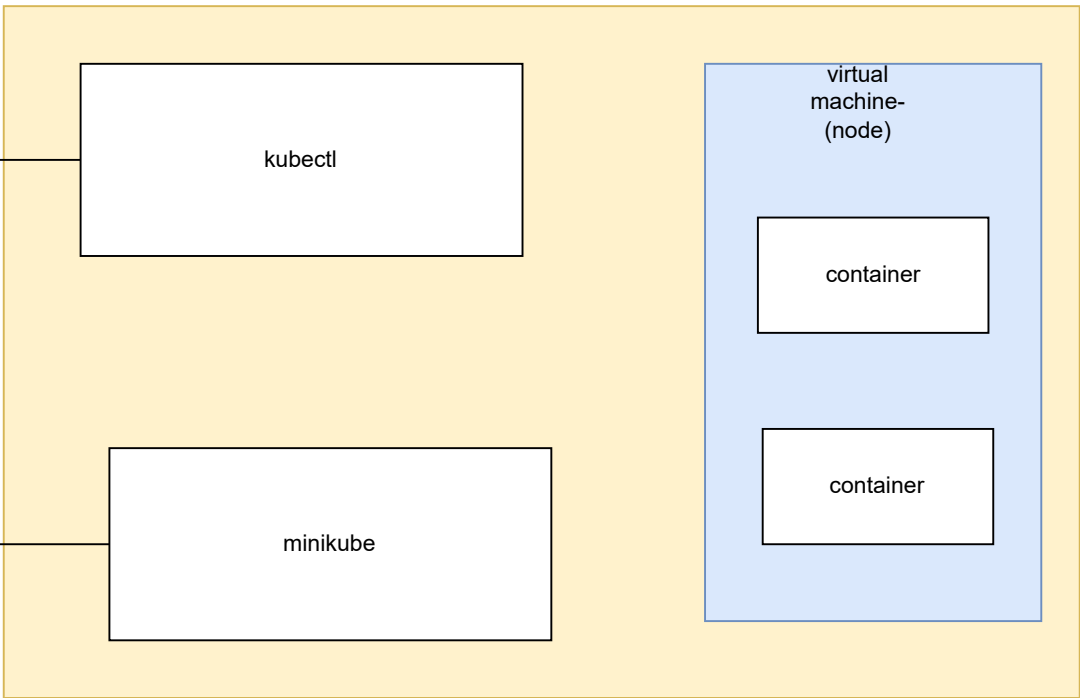 virtual
machine-
(node)
kubectl
container
container
minikube